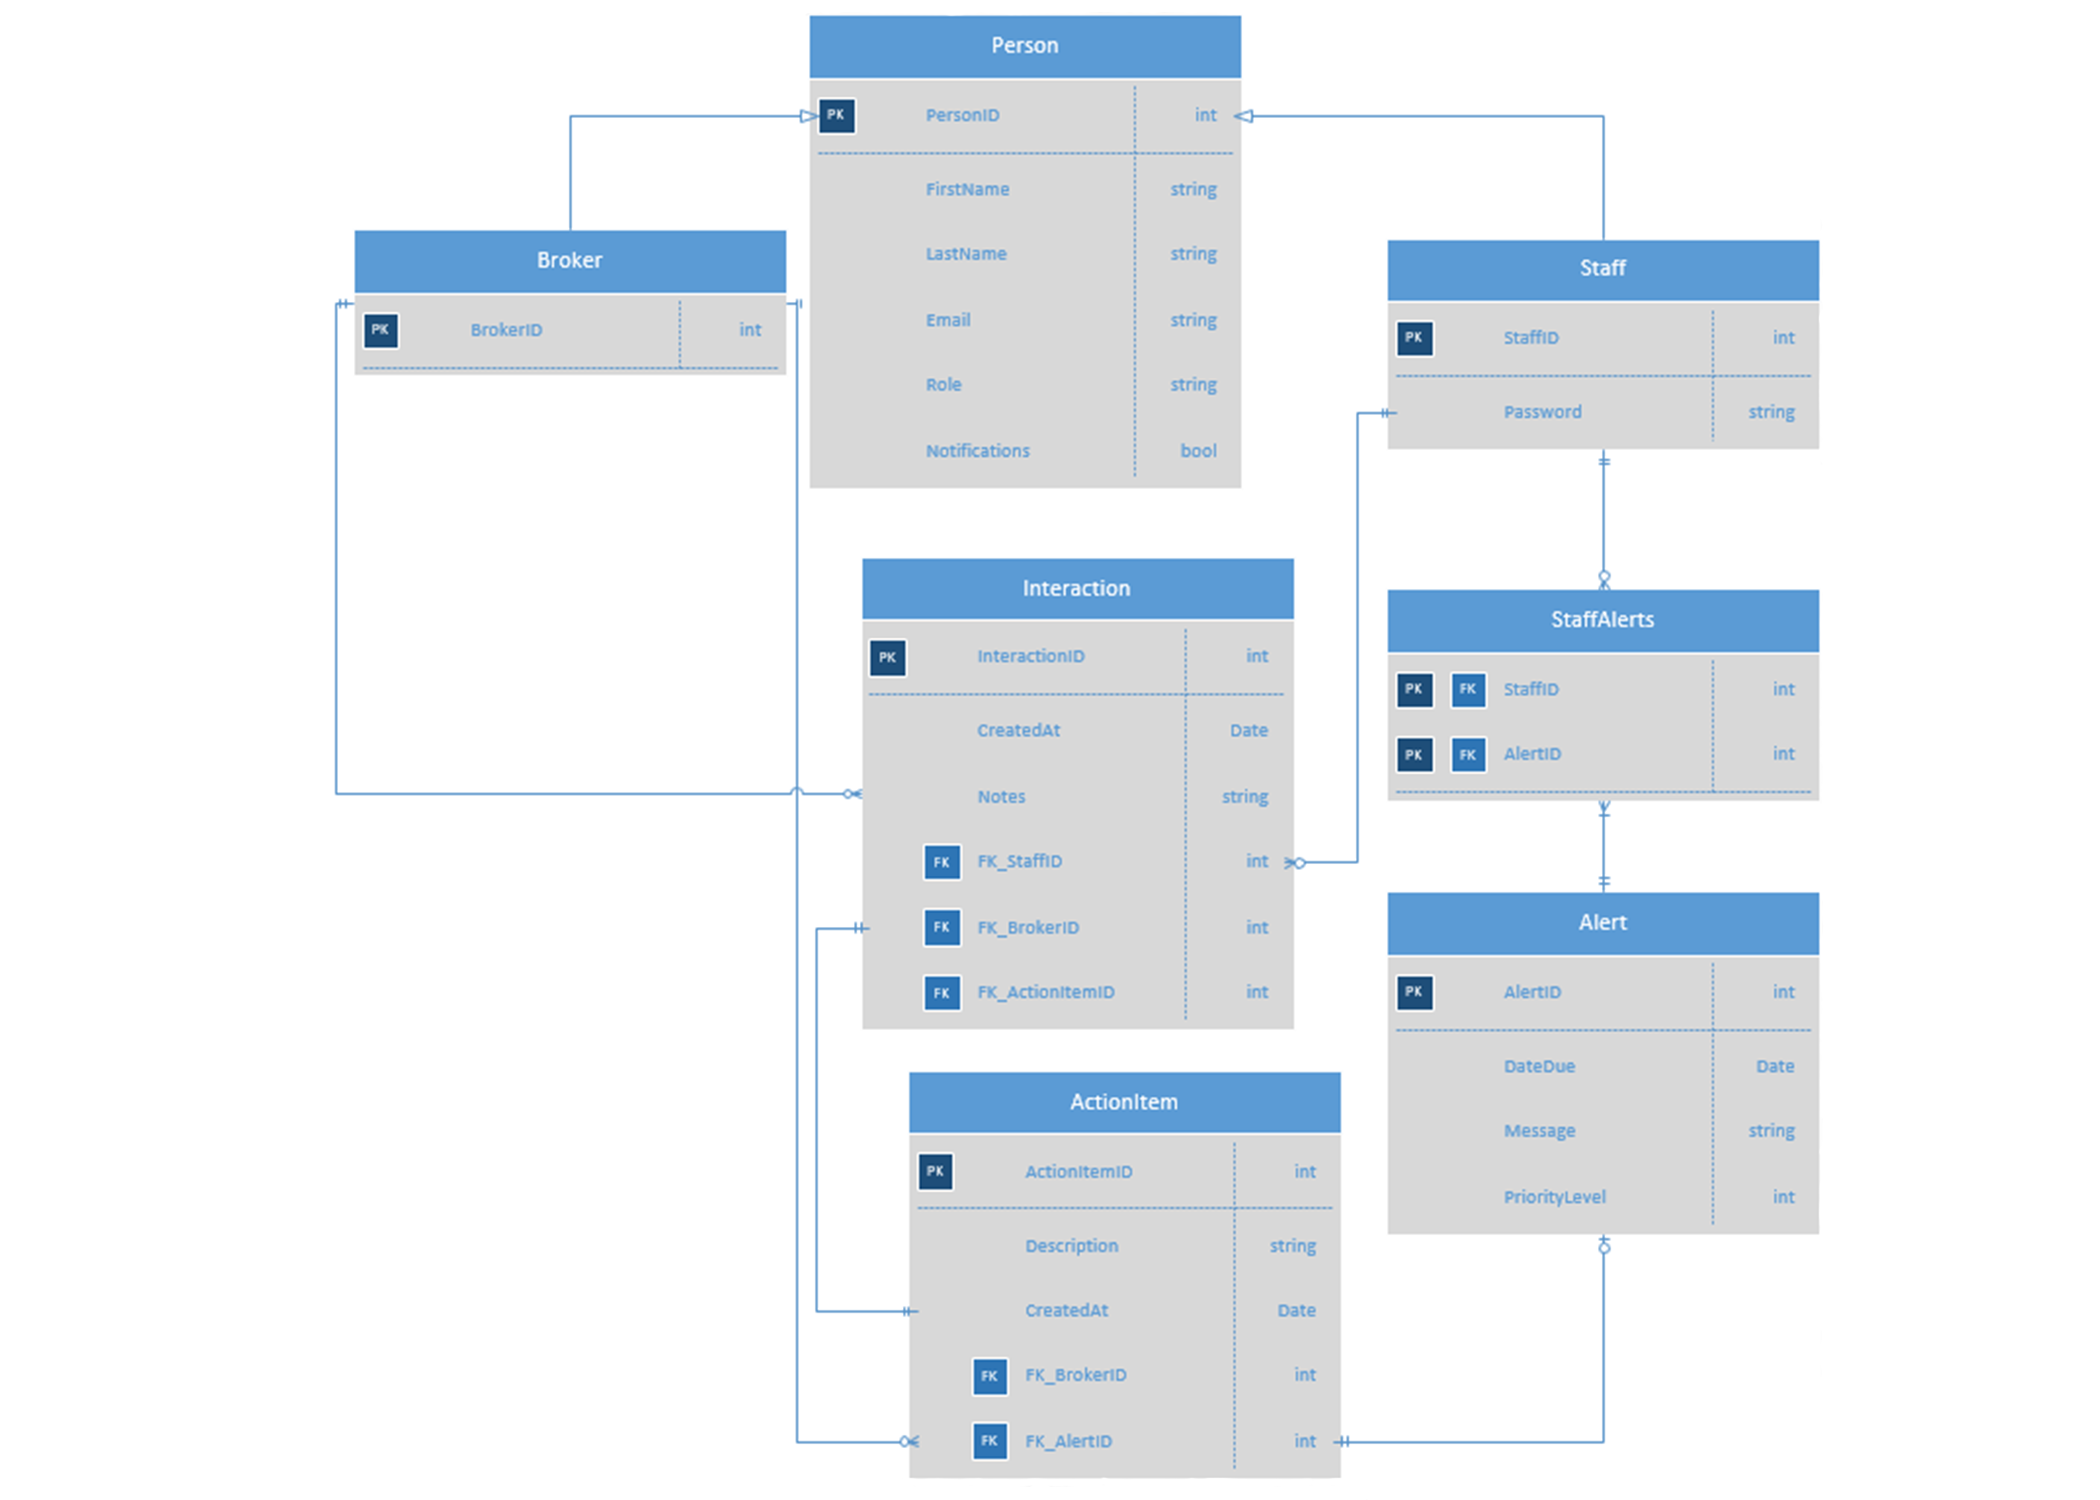 Person
PK PersonID int
FirstName string
LastName string
Email string
Role string
Notifications bool
Broker
PK BrokerID int
Staff
PK StaffID int
Password string
Interaction
PK InteractionID int
CreatedAt Date
Notes string
FK FK_StaffID int
FK FK_BrokerID int
FK FK_ActionItemID int
StaffAlerts
PK FK StaffID int
PK FK AlertID int
Alert
PK AlertID int
DateDue Date
Message string
PriorityLevel int
ActionItem
PK ActionItemID int
Description string
CreatedAt Date
FK FK_BrokerID int
FK FK_AlertID int